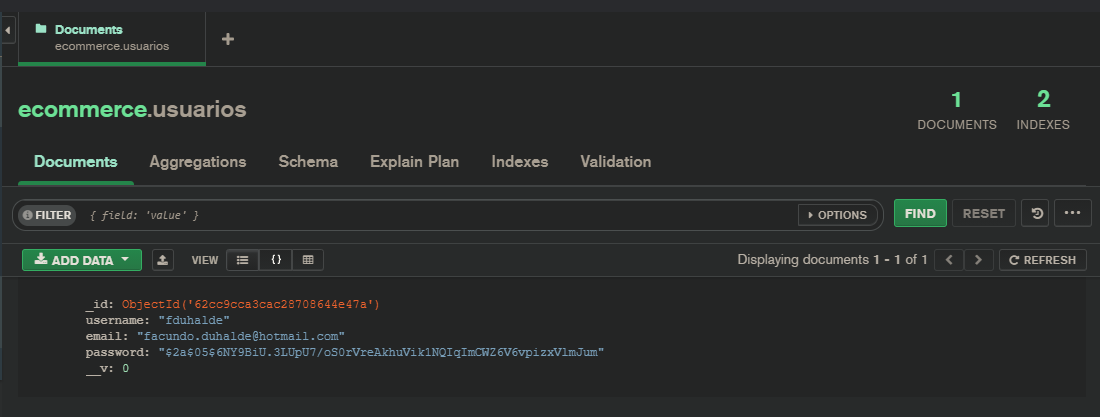 Documents
ecommerce.usuarios
+
ecommerce.usuarios
1
DOCUMENTS
2
INDEXES
Documents Aggregations Schema Explain Plan Indexes Validation
FILTER { field: 'value' } OPTIONS FIND RESET ...
ADD DATA VIEW {} Displaying documents 1 - 1 of 1 < > REFRESH
_id: ObjectId('62cc9cca3cac28708644e47a')
username: "fduhalde"
email: "facundo.duhalde@hotmail.com"
password: "$2a$05$6NY9BiU.3LUpU7/oS0rVreAkhuVik1NQIqImCWZ6V6vpizxVlmJum"
__v: 0